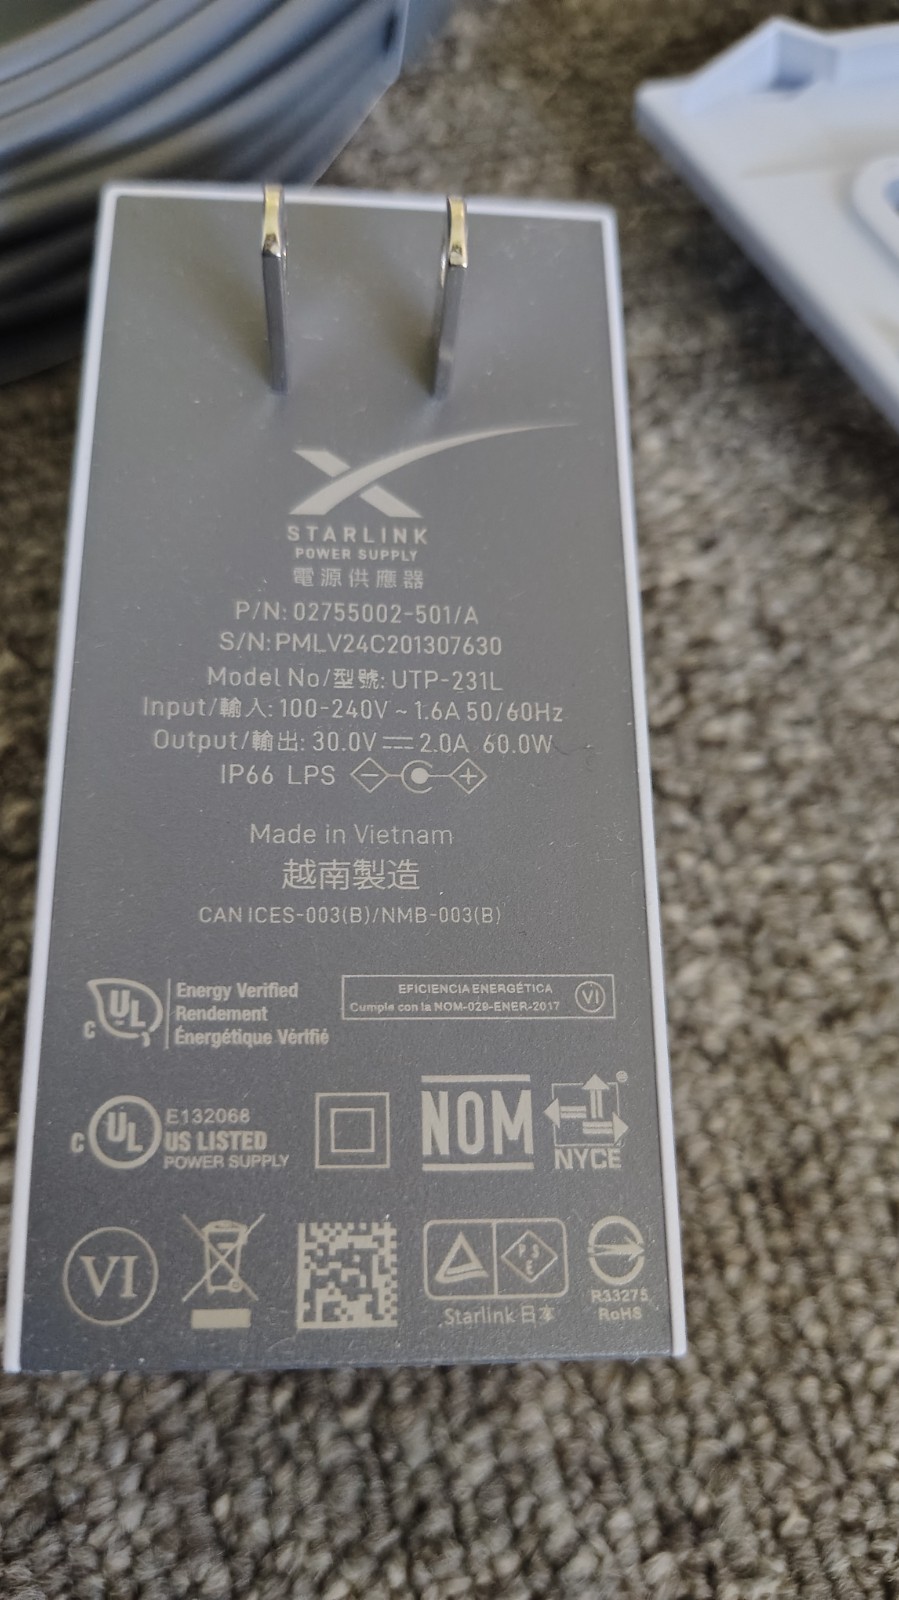 STARLINK
POWER SUPPLY
電源供應器
P/N: 02755002-501/A
S/N: PMLV24C201307630
Model No/型號: UTP-231L
Input/輸入: 100-240V ~ 1.6A 50/60Hz
Output/輸出: 30.0V ⎓ 2.0A 60.0W
IP66 LPS
Made in Vietnam
越南製造
CAN ICES-003(B)/NMB-003(B)
c UL Energy Verified
Rendement
Énergétique Vérifié
EFICIENCIA ENERGÉTICA
Cumple con la NOM-029-ENER-2017
VI
c UL E132068
US LISTED
POWER SUPPLY
NOM
NYCE
VI
PSE
Starlink 日本
R33275
RoHS